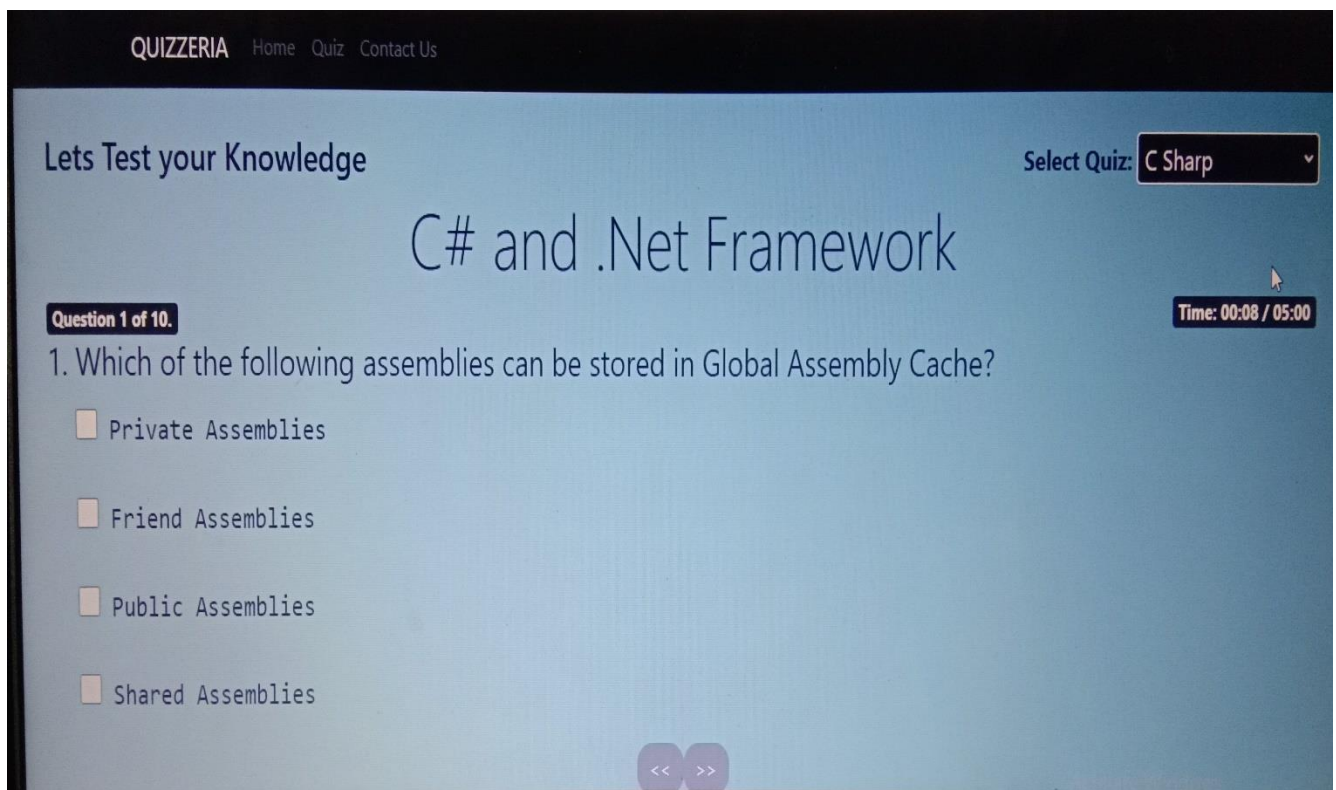 QUIZZERIA Home Quiz Contact Us
Lets Test your Knowledge
Select Quiz: C Sharp
C# and .Net Framework
Question 1 of 10.
Time: 00:08 / 05:00
1. Which of the following assemblies can be stored in Global Assembly Cache?
Private Assemblies
Friend Assemblies
Public Assemblies
Shared Assemblies
<< >>